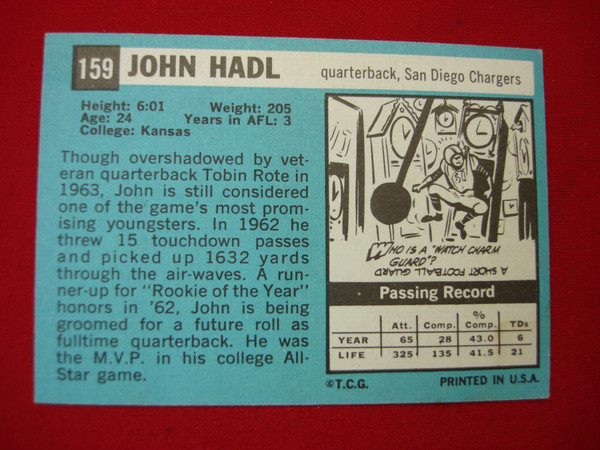 159 JOHN HADL
quarterback, San Diego Chargers
Height: 6:01 Weight: 205
Age: 24 Years in AFL: 3
College: Kansas
Though overshadowed by vet-
eran quarterback Tobin Rote in
1963, John is still considered
one of the game's most prom-
ising youngsters. In 1962 he
threw 15 touchdown passes
and picked up 1632 yards
through the air-waves. A run-
ner-up for "Rookie of the Year"
honors in '62, John is being
groomed for a future roll as
fulltime quarterback. He was
the M.V.P. in his college All-
Star game.
51
WHO IS A "WATCH CHARM
GUARD"?
A SHORT FOOTBALL GUARD
Passing Record
Att. Comp. % Comp. TDs
YEAR 65 28 43.0 6
LIFE 325 135 41.5 21
©T.C.G. PRINTED IN U.S.A.